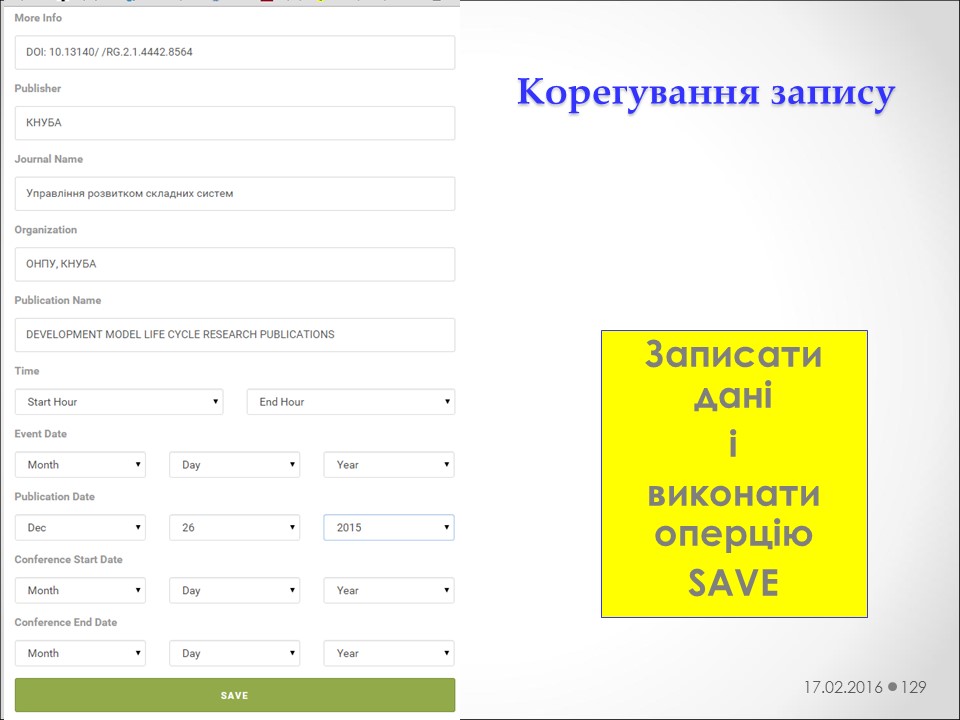 More Info
DOI: 10.13140/ /RG.2.1.4442.8564
Publisher
КНУБА
Journal Name
Управління розвитком складних систем
Organization
ОНПУ, КНУБА
Publication Name
DEVELOPMENT MODEL LIFE CYCLE RESEARCH PUBLICATIONS
Time
Start Hour End Hour
Event Date
Month Day Year
Publication Date
Dec 26 2015
Conference Start Date
Month Day Year
Conference End Date
Month Day Year
SAVE
Корегування запису
Записати
дані
і
виконати
оперцію
SAVE
17.02.2016 129